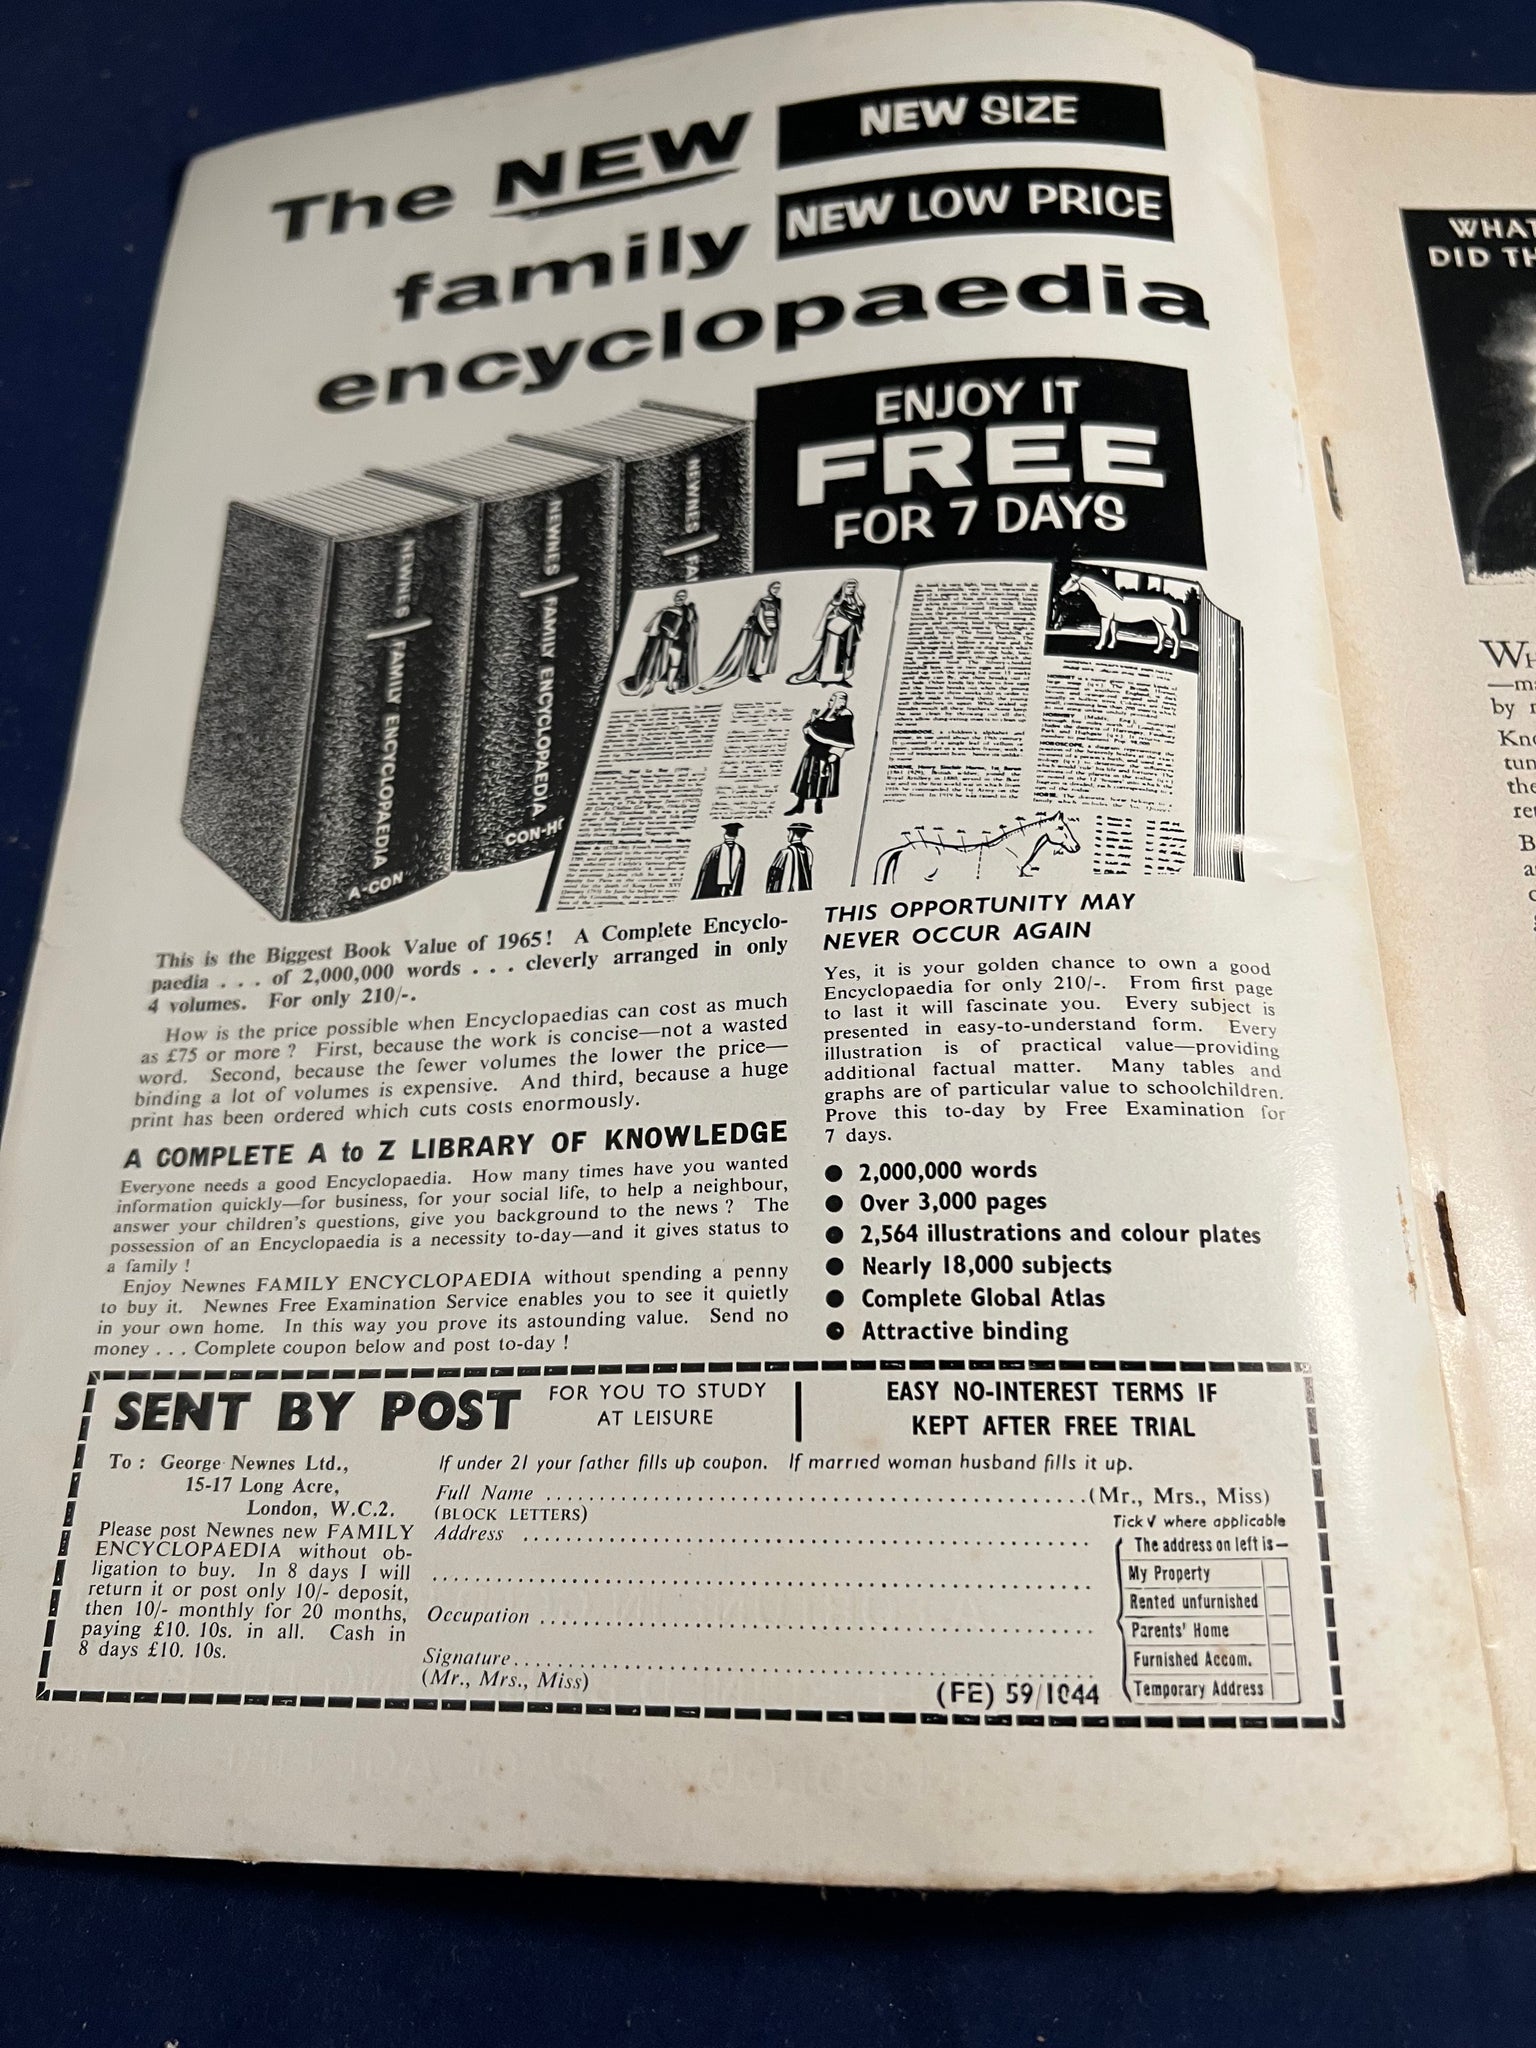 The NEW
family
encyclopaedia
NEW SIZE
NEW LOW PRICE
ENJOY IT
FREE
FOR 7 DAYS
NEWNES / FAMILY ENCYCLOPAEDIA
A-CON
NEWNES / FAMILY ENCYCLOPAEDIA
CON-HI
NEWNES / FA
This is the Biggest Book Value of 1965! A Complete Encyclo-
paedia . . . of 2,000,000 words . . . cleverly arranged in only
4 volumes. For only 210/-.
How is the price possible when Encyclopaedias can cost as much
as £75 or more ? First, because the work is concise—not a wasted
word. Second, because the fewer volumes the lower the price—
binding a lot of volumes is expensive. And third, because a huge
print has been ordered which cuts costs enormously.
A COMPLETE A to Z LIBRARY OF KNOWLEDGE
Everyone needs a good Encyclopaedia. How many times have you wanted
information quickly—for business, for your social life, to help a neighbour,
answer your children's questions, give you background to the news ? The
possession of an Encyclopaedia is a necessity to-day—and it gives status to
a family !
Enjoy Newnes FAMILY ENCYCLOPAEDIA without spending a penny
to buy it. Newnes Free Examination Service enables you to see it quietly
in your own home. In this way you prove its astounding value. Send no
money . . . Complete coupon below and post to-day !
THIS OPPORTUNITY MAY
NEVER OCCUR AGAIN
Yes, it is your golden chance to own a good
Encyclopaedia for only 210/-. From first page
to last it will fascinate you. Every subject is
presented in easy-to-understand form. Every
illustration is of practical value—providing
additional factual matter. Many tables and
graphs are of particular value to schoolchildren.
Prove this to-day by Free Examination for
7 days.
● 2,000,000 words
● Over 3,000 pages
● 2,564 illustrations and colour plates
● Nearly 18,000 subjects
● Complete Global Atlas
● Attractive binding
SENT BY POST
FOR YOU TO STUDY
AT LEISURE
EASY NO-INTEREST TERMS IF
KEPT AFTER FREE TRIAL
To : George Newnes Ltd.,
15-17 Long Acre,
London, W.C.2.
Please post Newnes new FAMILY
ENCYCLOPAEDIA without ob-
ligation to buy. In 8 days I will
return it or post only 10/- deposit,
then 10/- monthly for 20 months,
paying £10. 10s. in all. Cash in
8 days £10. 10s.
If under 21 your father fills up coupon. If married woman husband fills it up.
Full Name ............................................(Mr., Mrs., Miss)
(BLOCK LETTERS)
Address ............................................
............................................
Occupation ............................................
Signature............................................
(Mr., Mrs., Miss)
Tick √ where applicable
The address on left is—
My Property
Rented unfurnished
Parents' Home
Furnished Accom.
Temporary Address
(FE) 59/1044
WHAT
DID TH